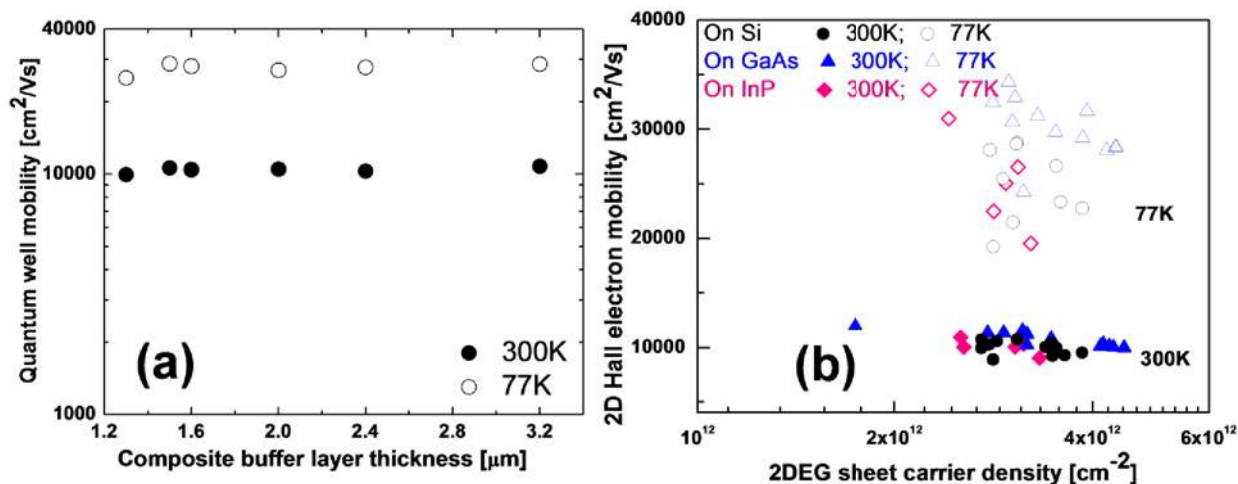 40000
10000
1000
Quantum well mobility [cm²/Vs]
(a)
300K
77K
1.2 1.6 2.0 2.4 2.8 3.2
Composite buffer layer thickness [μm]
40000
30000
20000
10000
2D Hall electron mobility [cm²/Vs]
On Si 300K; 77K
On GaAs 300K; 77K
On InP 300K; 77K
77K
(b)
300K
10¹² 2x10¹² 4x10¹² 6x10¹²
2DEG sheet carrier density [cm⁻²]